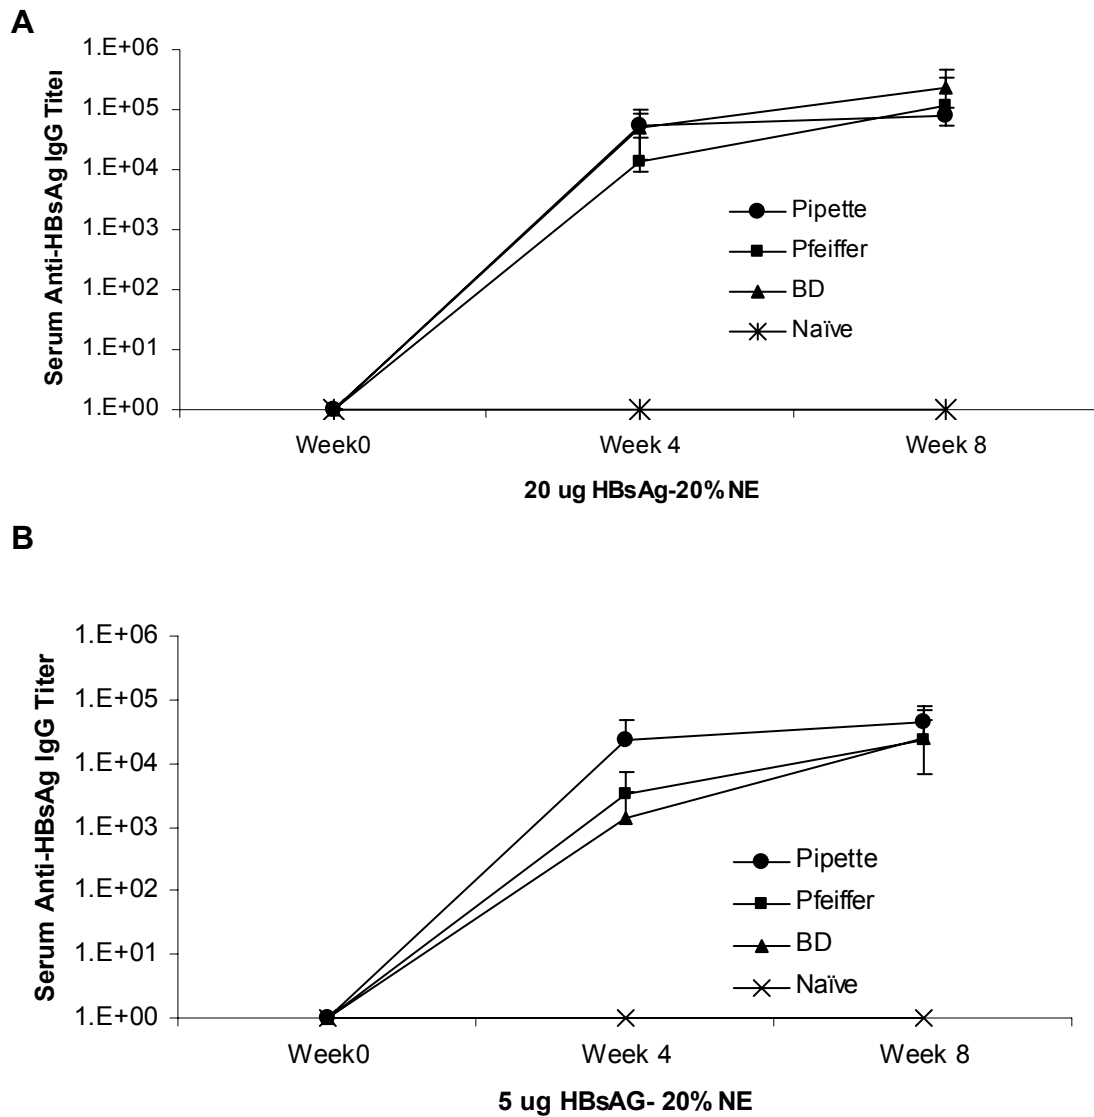 A
Serum Anti-HBsAg IgG Titer
1.E+06
1.E+05
1.E+04
1.E+03
1.E+02
1.E+01
1.E+00
Pipette
Pfeiffer
BD
Naïve
Week0 Week 4 Week 8
20 ug HBsAg-20% NE
B
Serum Anti-HBsAg IgG Titer
1.E+06
1.E+05
1.E+04
1.E+03
1.E+02
1.E+01
1.E+00
Pipette
Pfeiffer
BD
Naïve
Week0 Week 4 Week 8
5 ug HBsAG- 20% NE